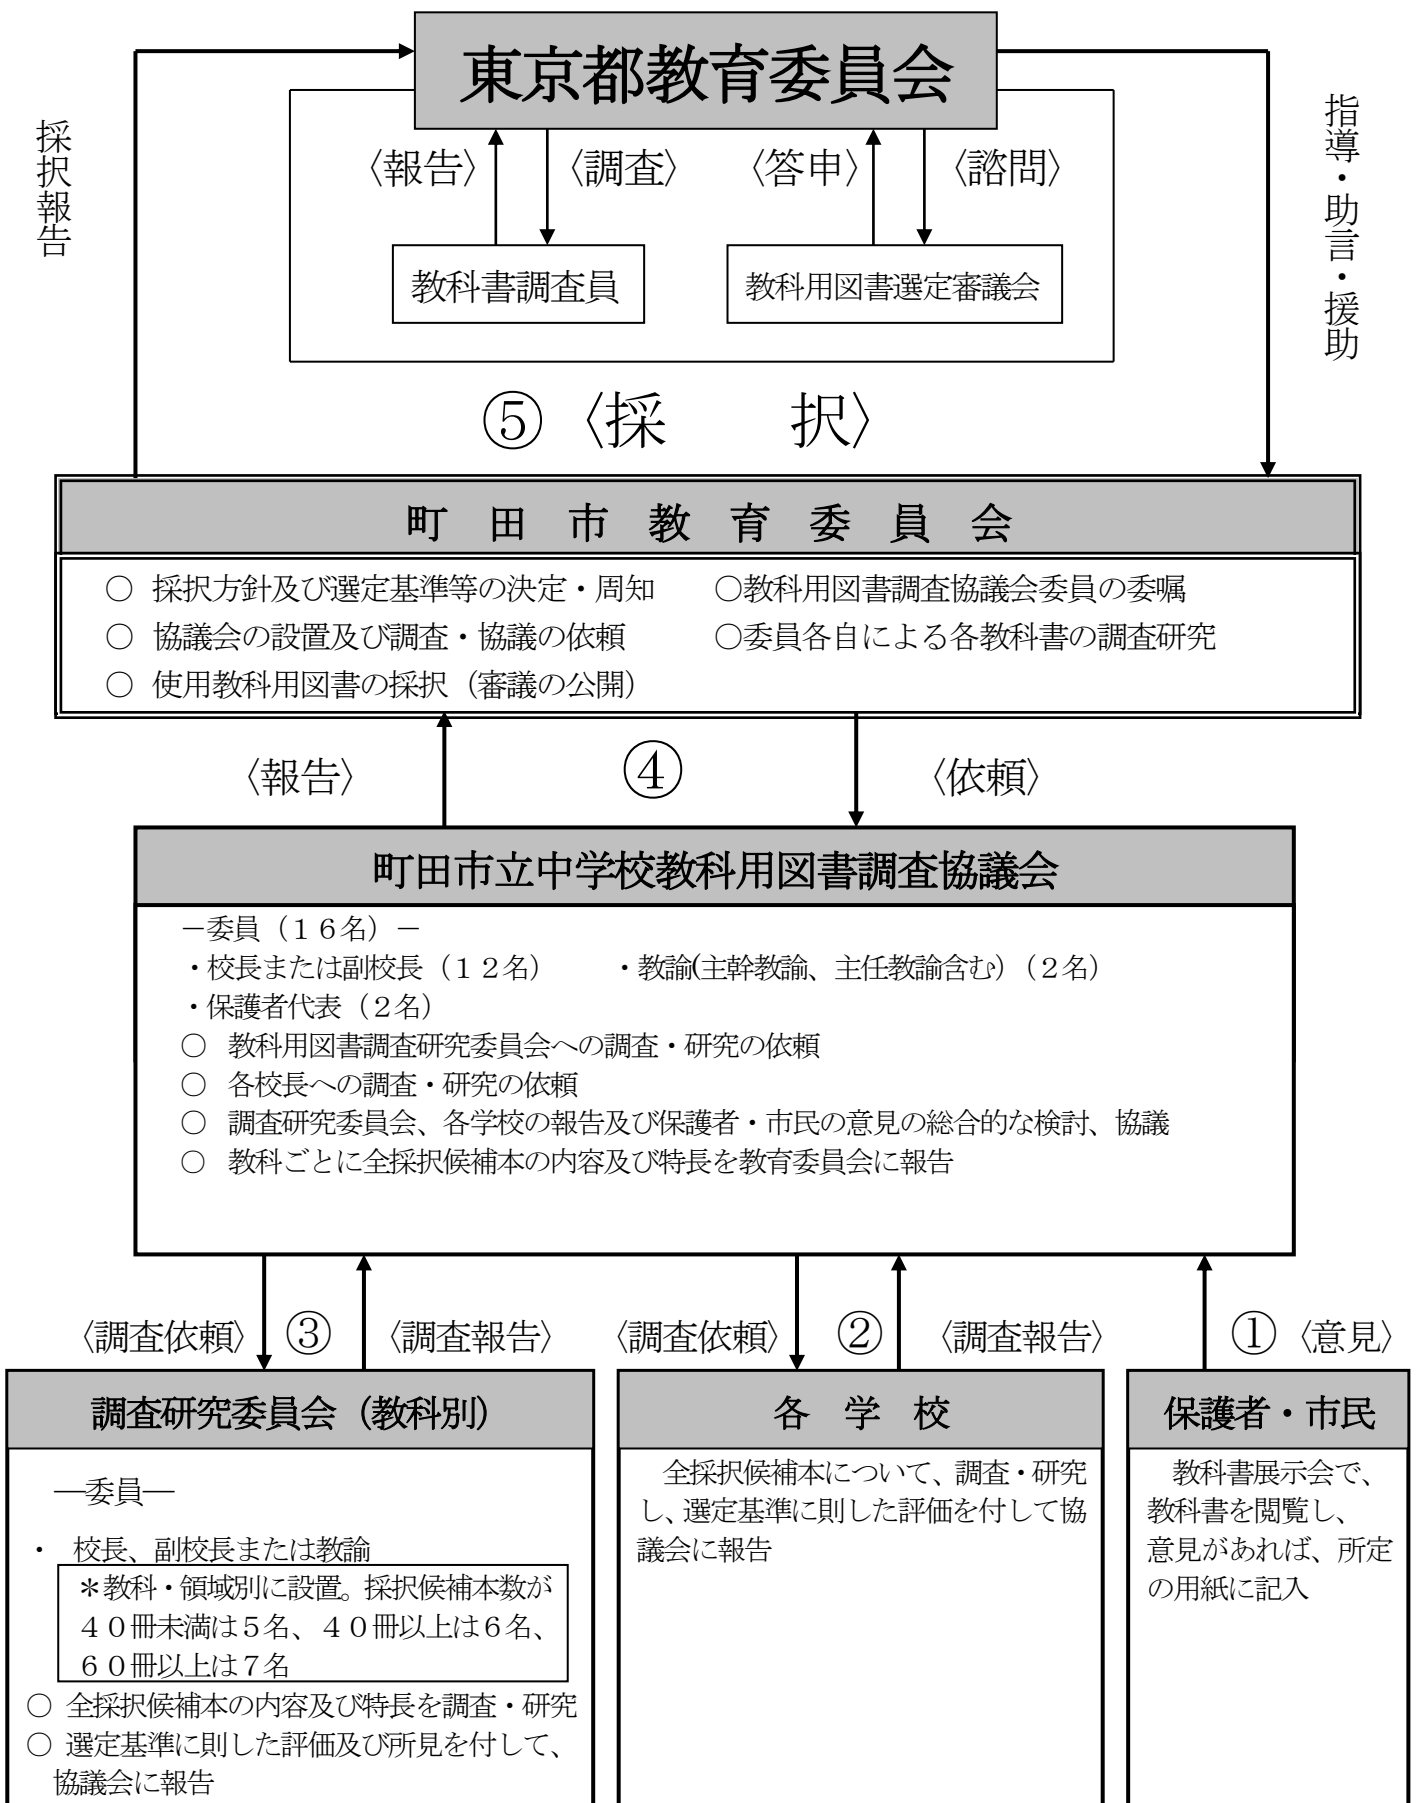 東京都教育委員会
採択報告
指導・助言・援助
〈報告〉
〈調査〉
〈答申〉
〈諮問〉
教科書調査員
教科用図書選定審議会
⑤〈採　　択〉
町　田　市　教　育　委　員　会
○ 採択方針及び選定基準等の決定・周知　○教科用図書調査協議会委員の委嘱
○ 協議会の設置及び調査・協議の依頼　○委員各自による各教科書の調査研究
○ 使用教科用図書の採択（審議の公開）
〈報告〉
④
〈依頼〉
町田市立中学校教科用図書調査協議会
－委員（１６名）－
・校長または副校長（１２名）　・教諭(主幹教諭、主任教諭含む）（２名）
・保護者代表（２名）
○ 教科用図書調査研究委員会への調査・研究の依頼
○ 各校長への調査・研究の依頼
○ 調査研究委員会、各学校の報告及び保護者・市民の意見の総合的な検討、協議
○ 教科ごとに全採択候補本の内容及び特長を教育委員会に報告
〈調査依頼〉
③
〈調査報告〉
〈調査依頼〉
②
〈調査報告〉
①〈意見〉
調査研究委員会（教科別）
―委員―
・ 校長、副校長または教諭
＊教科・領域別に設置。採択候補本数が
４０冊未満は５名、４０冊以上は６名、
６０冊以上は７名
○ 全採択候補本の内容及び特長を調査・研究
○ 選定基準に則した評価及び所見を付して、
協議会に報告
各　学　校
全採択候補本について、調査・研究
し、選定基準に則した評価を付して協
議会に報告
保護者・市民
教科書展示会で、
教科書を閲覧し、
意見があれば、所定
の用紙に記入